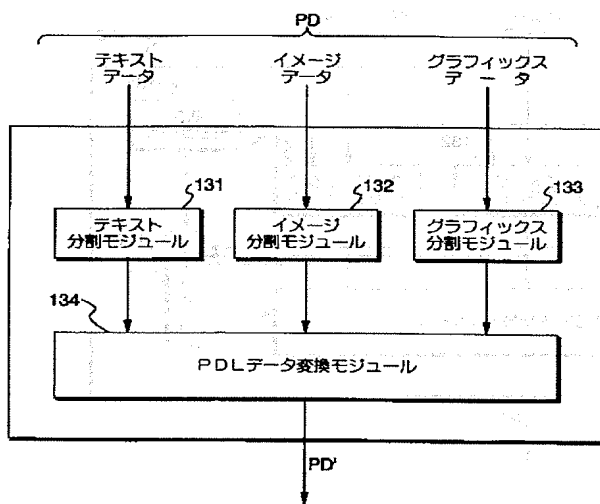 PD
テキスト
データ
イメージ
データ
グラフィックス
データ
131
132
133
テキスト
分割モジュール
イメージ
分割モジュール
グラフィックス
分割モジュール
134
PDLデータ変換モジュール
PD'